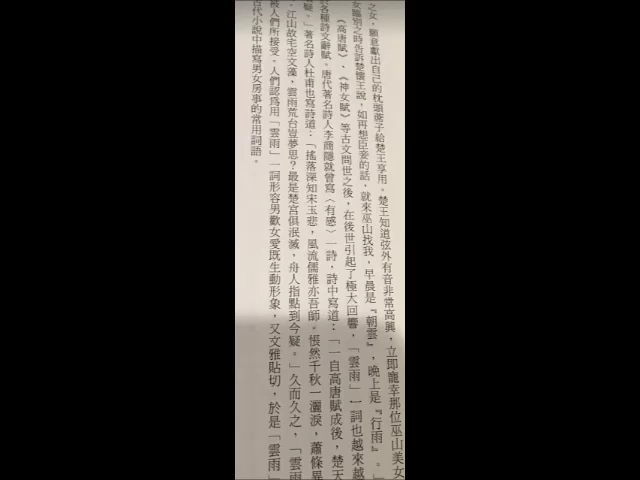 之女，願意獻出自己的枕頭蓆子給楚王享用。楚王知道弦外有音非常高興，立即寵幸那位巫山美女
女臨別之時告訴楚懷王說，如再想臣妾的話，就來巫山找我，早晨是『朝雲』，晚上是『行雨』。」
《高唐賦》、《神女賦》等古文問世之後，在後世引起了極大回響，「雲雨」一詞也越來越
各種詩文辭賦。唐代著名詩人李商隱就曾寫〈有感〉一詩，詩中寫道：「一自高唐賦成後，楚天
疑。」著名詩人杜甫也寫詩道：「搖落深知宋玉悲，風流儒雅亦吾師。悵然千秋一灑淚，蕭條異
江山故宅空文藻，雲雨荒台豈夢思？最是楚宮俱泯滅，舟人指點到今疑。」久而久之，「雲雨
被人們所接受。人們認為用「雲雨」一詞形容男歡女愛既生動形象，又文雅貼切，於是「雲雨」
古代小說中描寫男女房事的常用詞語。